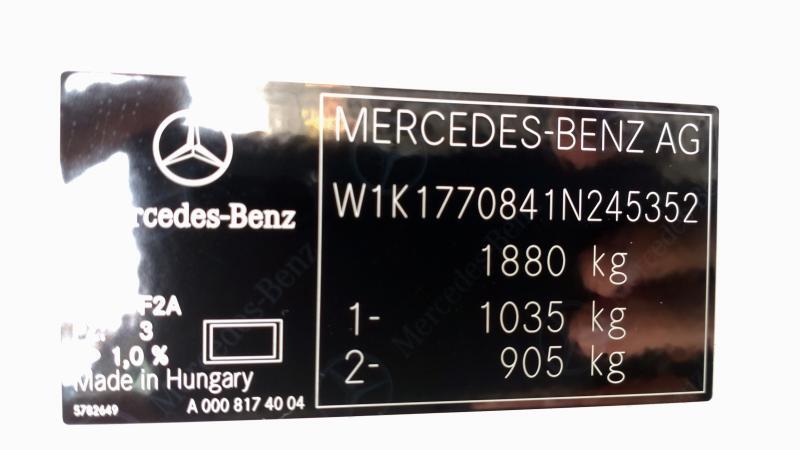 MERCEDES-BENZ AG
W1K1770841N245352
1880 kg
1- 1035 kg
2- 905 kg
Mercedes-Benz
F2A
3
1,0 %
Made in Hungary
5782649
A 000 817 40 04